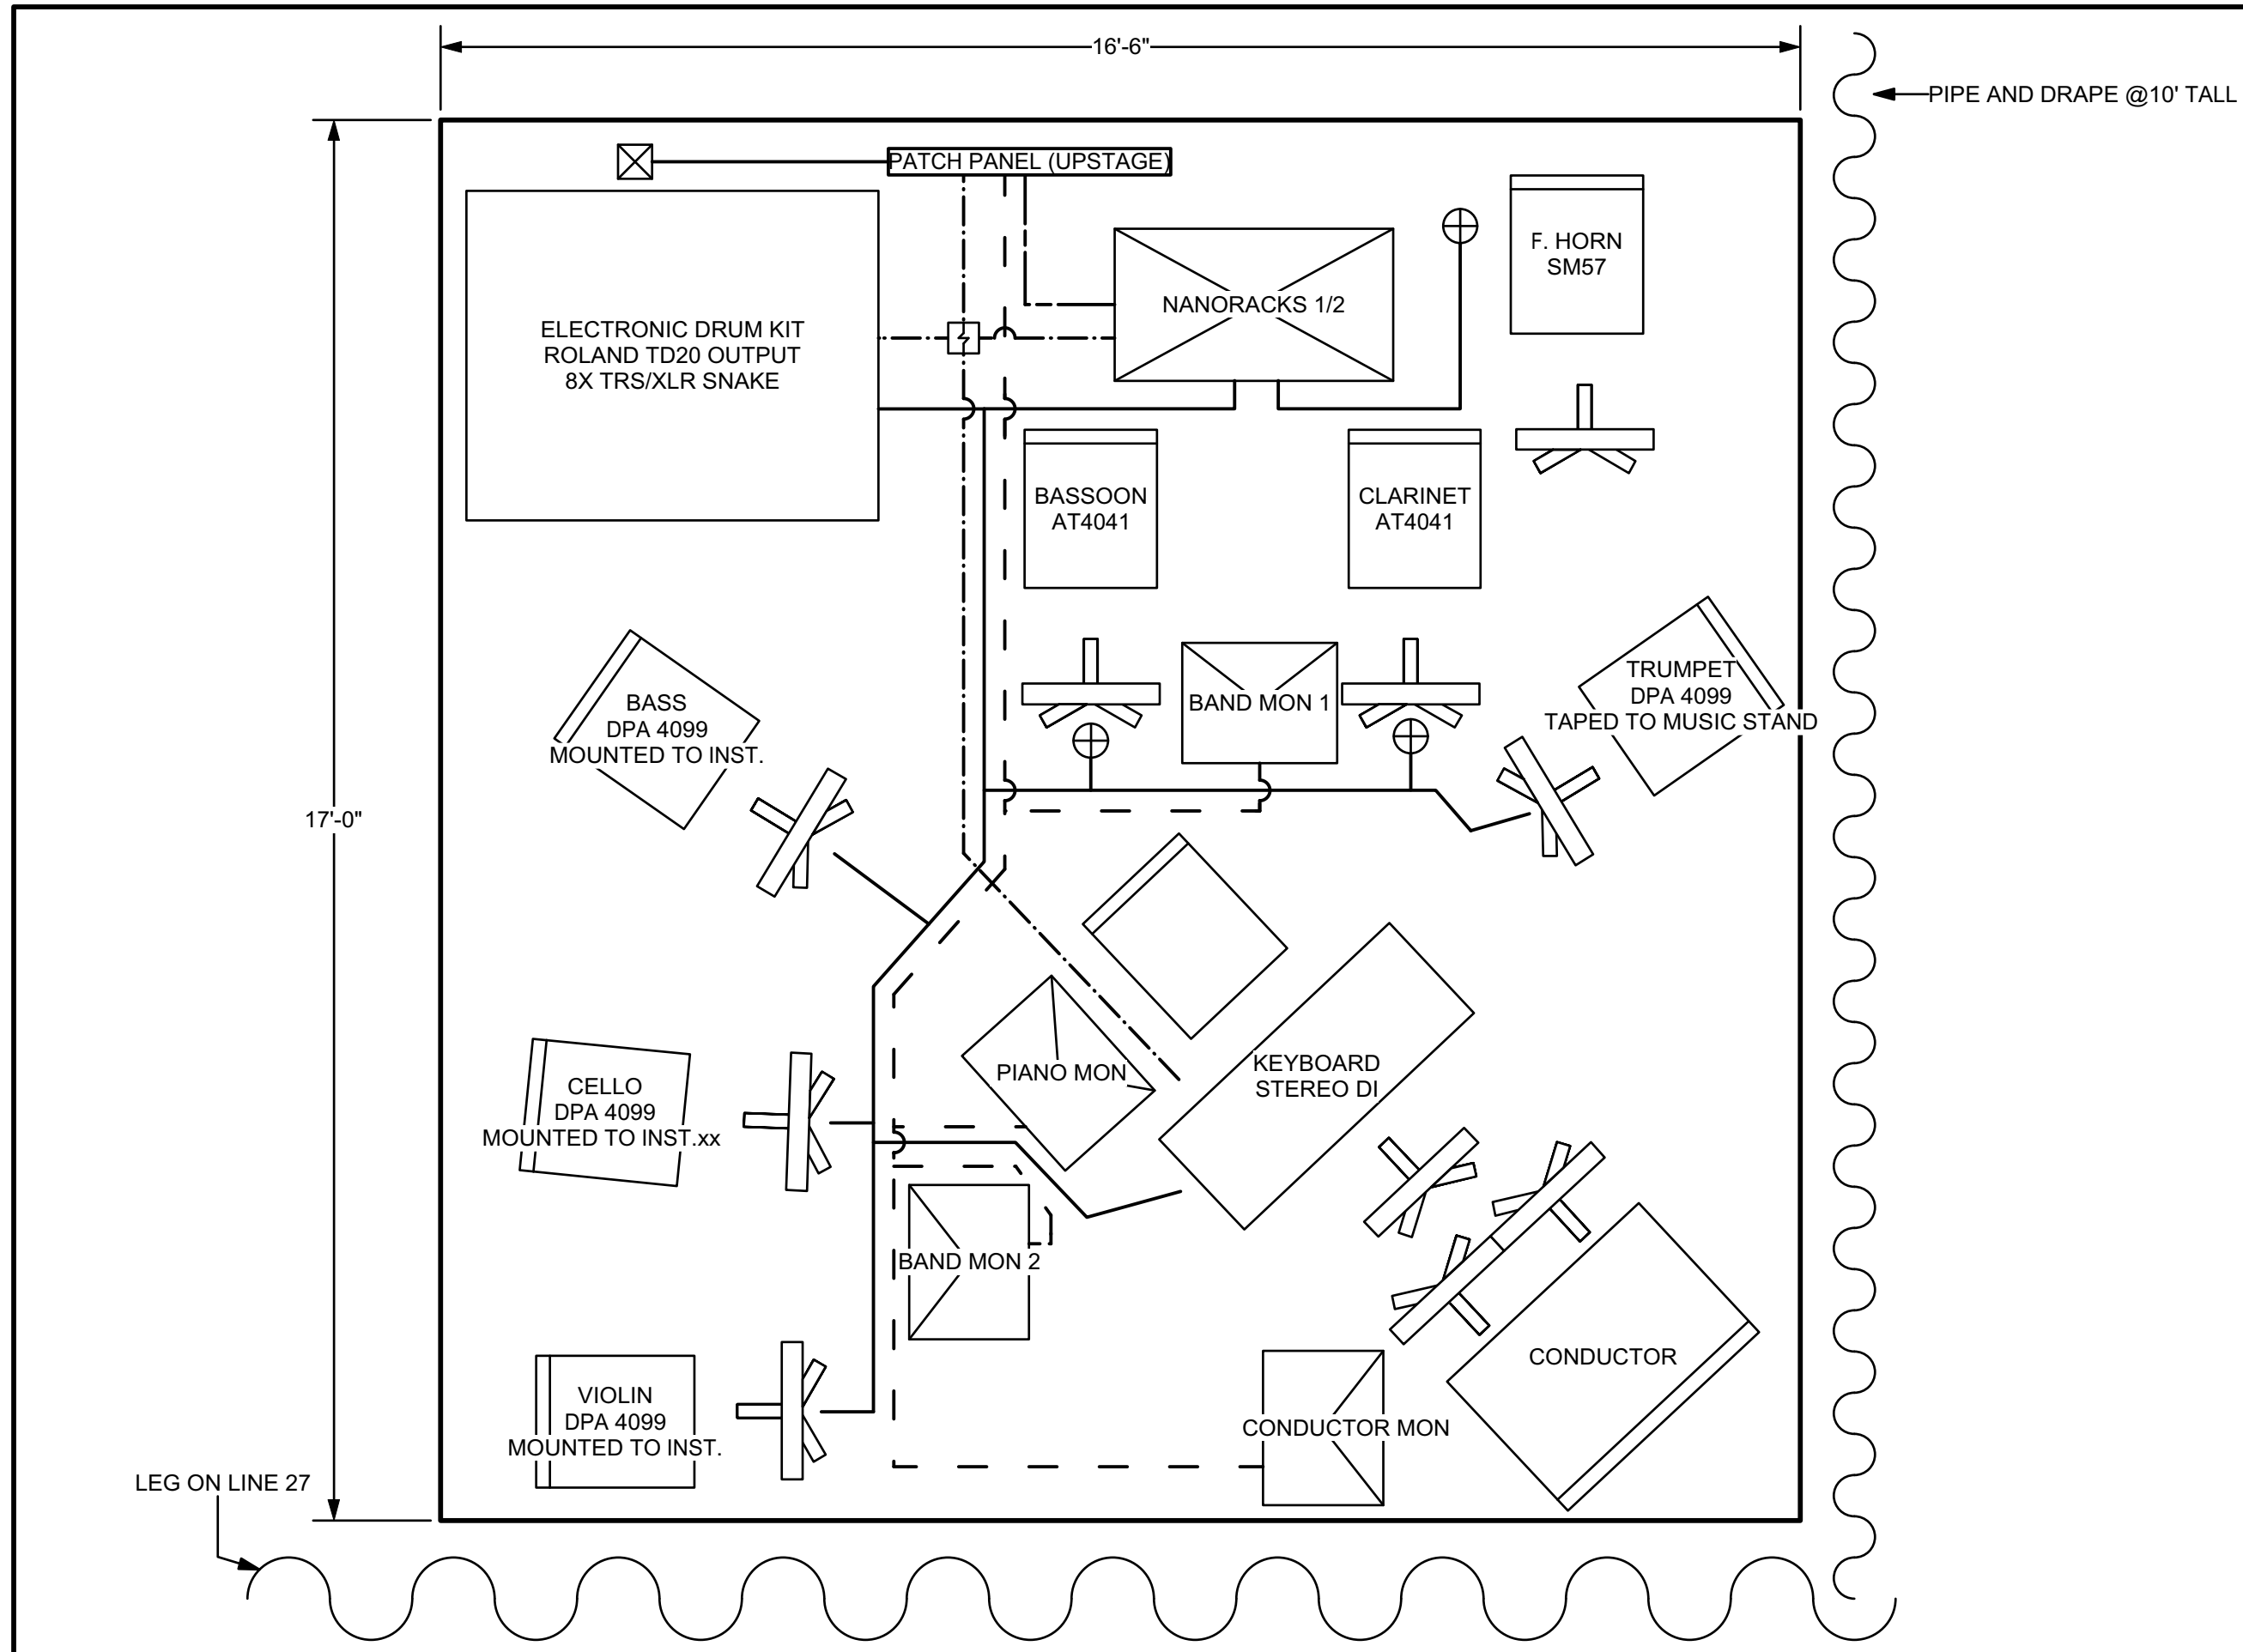 16'-6"
PIPE AND DRAPE @10' TALL
PATCH PANEL (UPSTAGE)
F. HORN
SM57
NANORACKS 1/2
ELECTRONIC DRUM KIT
ROLAND TD20 OUTPUT
8X TRS/XLR SNAKE
BASSOON
AT4041
CLARINET
AT4041
BASS
DPA 4099
MOUNTED TO INST.
BAND MON 1
TRUMPET
DPA 4099
TAPED TO MUSIC STAND
17'-0"
CELLO
DPA 4099
MOUNTED TO INST.xx
PIANO MON
KEYBOARD
STEREO DI
BAND MON 2
CONDUCTOR
VIOLIN
DPA 4099
MOUNTED TO INST.
CONDUCTOR MON
LEG ON LINE 27